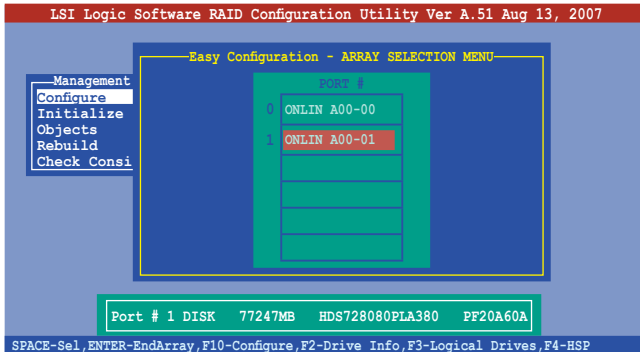 LSI Logic Software RAID Configuration Utility Ver A.51 Aug 13, 2007
Easy Configuration - ARRAY SELECTION MENU
Management
Configure
Initialize
Objects
Rebuild
Check Consi
PORT #
0 ONLIN A00-00
1 ONLIN A00-01
Port # 1 DISK 77247MB HDS728080PLA380 PF20A60A
SPACE-Sel,ENTER-EndArray,F10-Configure,F2-Drive Info,F3-Logical Drives,F4-HSP